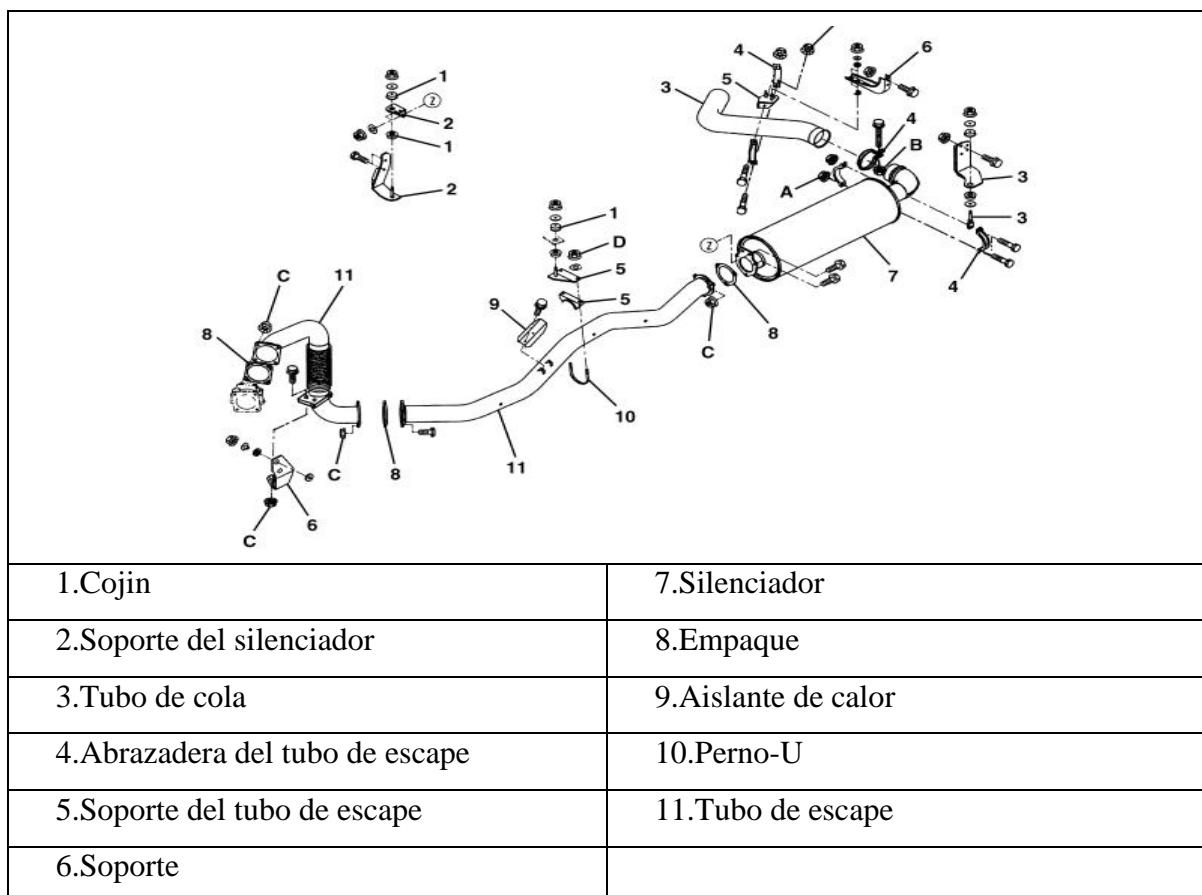 4
6
5
3
1
Z
2
1
2
4
B
3
A
3
1
D
Z
5
7
4
C
11
9
5
8
8
C
10
11
C
8
6
C
1.Cojin
7.Silenciador
2.Soporte del silenciador
8.Empaque
3.Tubo de cola
9.Aislante de calor
4.Abrazadera del tubo de escape
10.Perno-U
5.Soporte del tubo de escape
11.Tubo de escape
6.Soporte